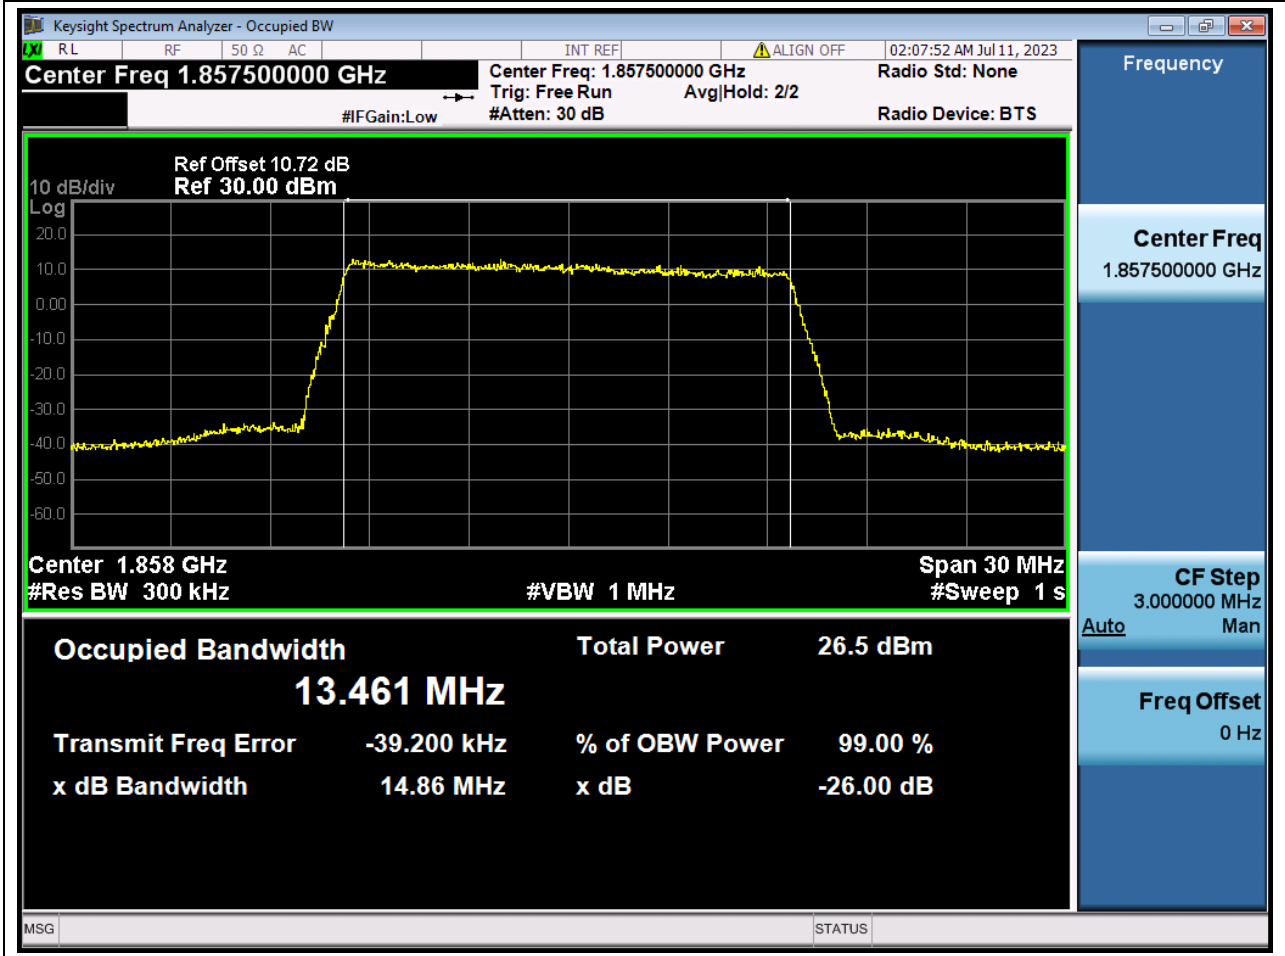 Keysight Spectrum Analyzer - Occupied BW
LXI RL RF 50 Ω AC INT REF ALIGN OFF 02:07:52 AM Jul 11, 2023
Center Freq 1.857500000 GHz
Center Freq: 1.857500000 GHz
Radio Std: None
Trig: Free Run Avg|Hold: 2/2
#IFGain:Low
#Atten: 30 dB
Radio Device: BTS
Ref Offset 10.72 dB
10 dB/div Ref 30.00 dBm
Log
20.0
10.0
0.00
-10.0
-20.0
-30.0
-40.0
-50.0
-60.0
Center 1.858 GHz Span 30 MHz
#Res BW 300 kHz #VBW 1 MHz #Sweep 1 s
Occupied Bandwidth Total Power 26.5 dBm
13.461 MHz
Transmit Freq Error -39.200 kHz % of OBW Power 99.00 %
x dB Bandwidth 14.86 MHz x dB -26.00 dB
MSG STATUS
Frequency
Center Freq
1.857500000 GHz
CF Step
3.000000 MHz
Auto Man
Freq Offset
0 Hz